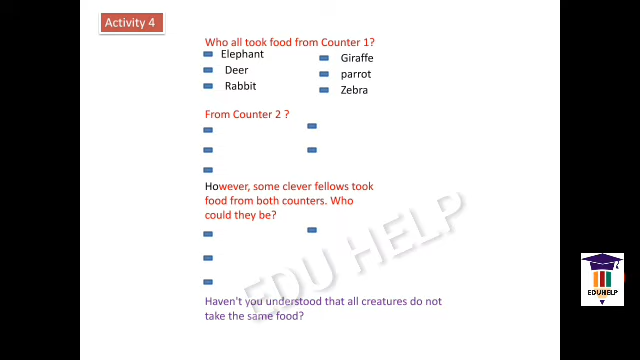 Activity 4
Who all took food from Counter 1?
Elephant
Deer
Rabbit
Giraffe
parrot
Zebra
From Counter 2 ?
However, some clever fellows took
food from both counters. Who
could they be?
Haven't you understood that all creatures do not
take the same food?
EDU HELP
EDUHELP